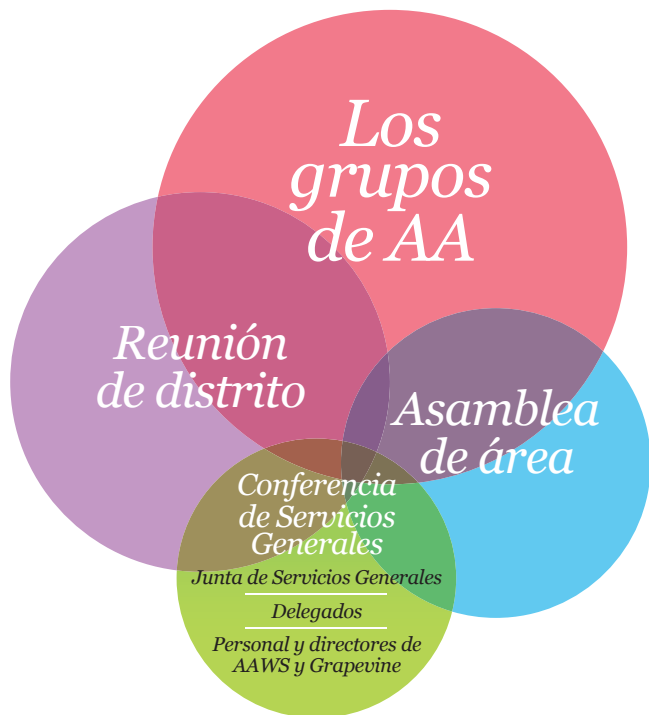 Los
grupos
de AA
Reunión
de distrito
Asamblea
de área
Conferencia
de Servicios
Generales
Junta de Servicios Generales
Delegados
Personal y directores de
AAWS y Grapevine